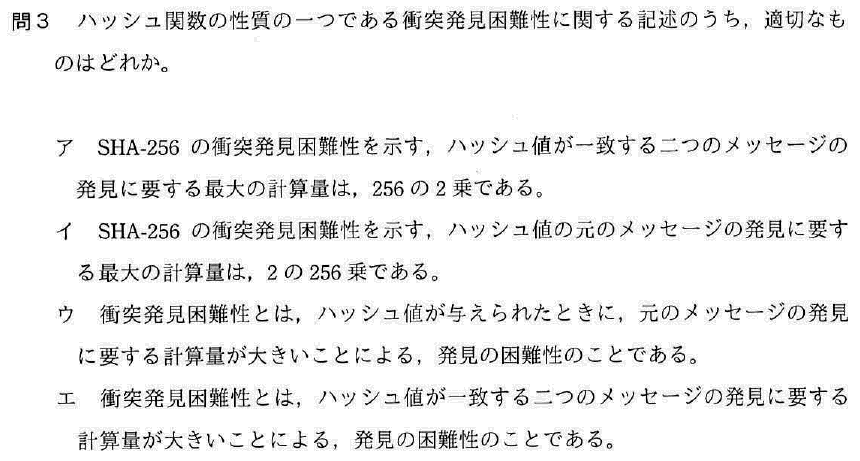 問3 ハッシュ関数の性質の一つである衝突発見困難性に関する記述のうち，適切なも
のはどれか。
ア SHA-256 の衝突発見困難性を示す，ハッシュ値が一致する二つのメッセージの
発見に要する最大の計算量は，256 の 2 乗である。
イ SHA-256 の衝突発見困難性を示す，ハッシュ値の元のメッセージの発見に要す
る最大の計算量は，2 の 256 乗である。
ウ 衝突発見困難性とは，ハッシュ値が与えられたときに，元のメッセージの発見
に要する計算量が大きいことによる，発見の困難性のことである。
エ 衝突発見困難性とは，ハッシュ値が一致する二つのメッセージの発見に要する
計算量が大きいことによる，発見の困難性のことである。